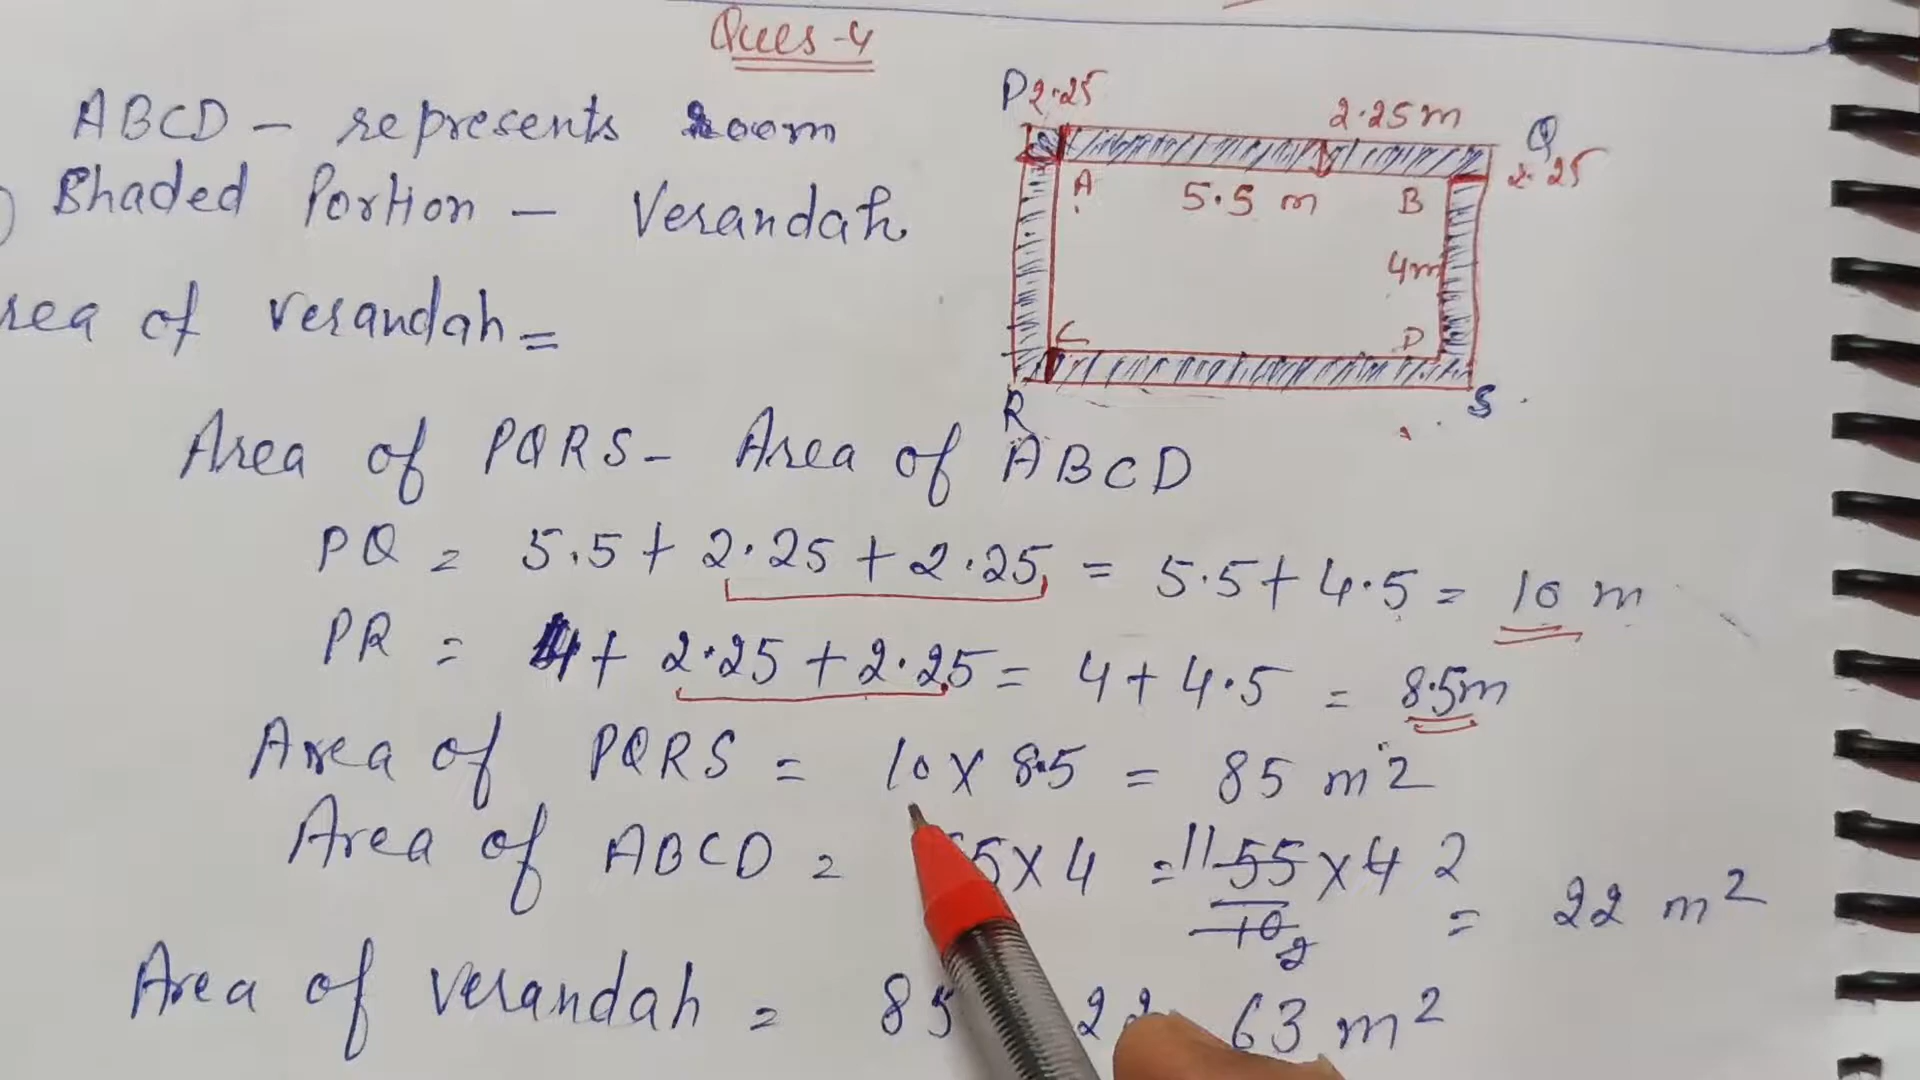 Ques-4
ABCD - represents room
Shaded Portion - Verandah
rea of verandah =
P 2.25
2.25m
Q
2.25
A
5.5 m
B
4m
C
D
R
S
Area of PQRS - Area of ABCD
PQ = 5.5 + 2.25 + 2.25 = 5.5 + 4.5 = 10 m
PR = 4 + 2.25 + 2.25 = 4 + 4.5 = 8.5m
Area of PQRS = 10 x 8.5 = 85 m2
Area of ABCD = 5 x 4 = 11 55/10 2 x 4 2 = 22 m2
Area of verandah = 85 22 63 m2